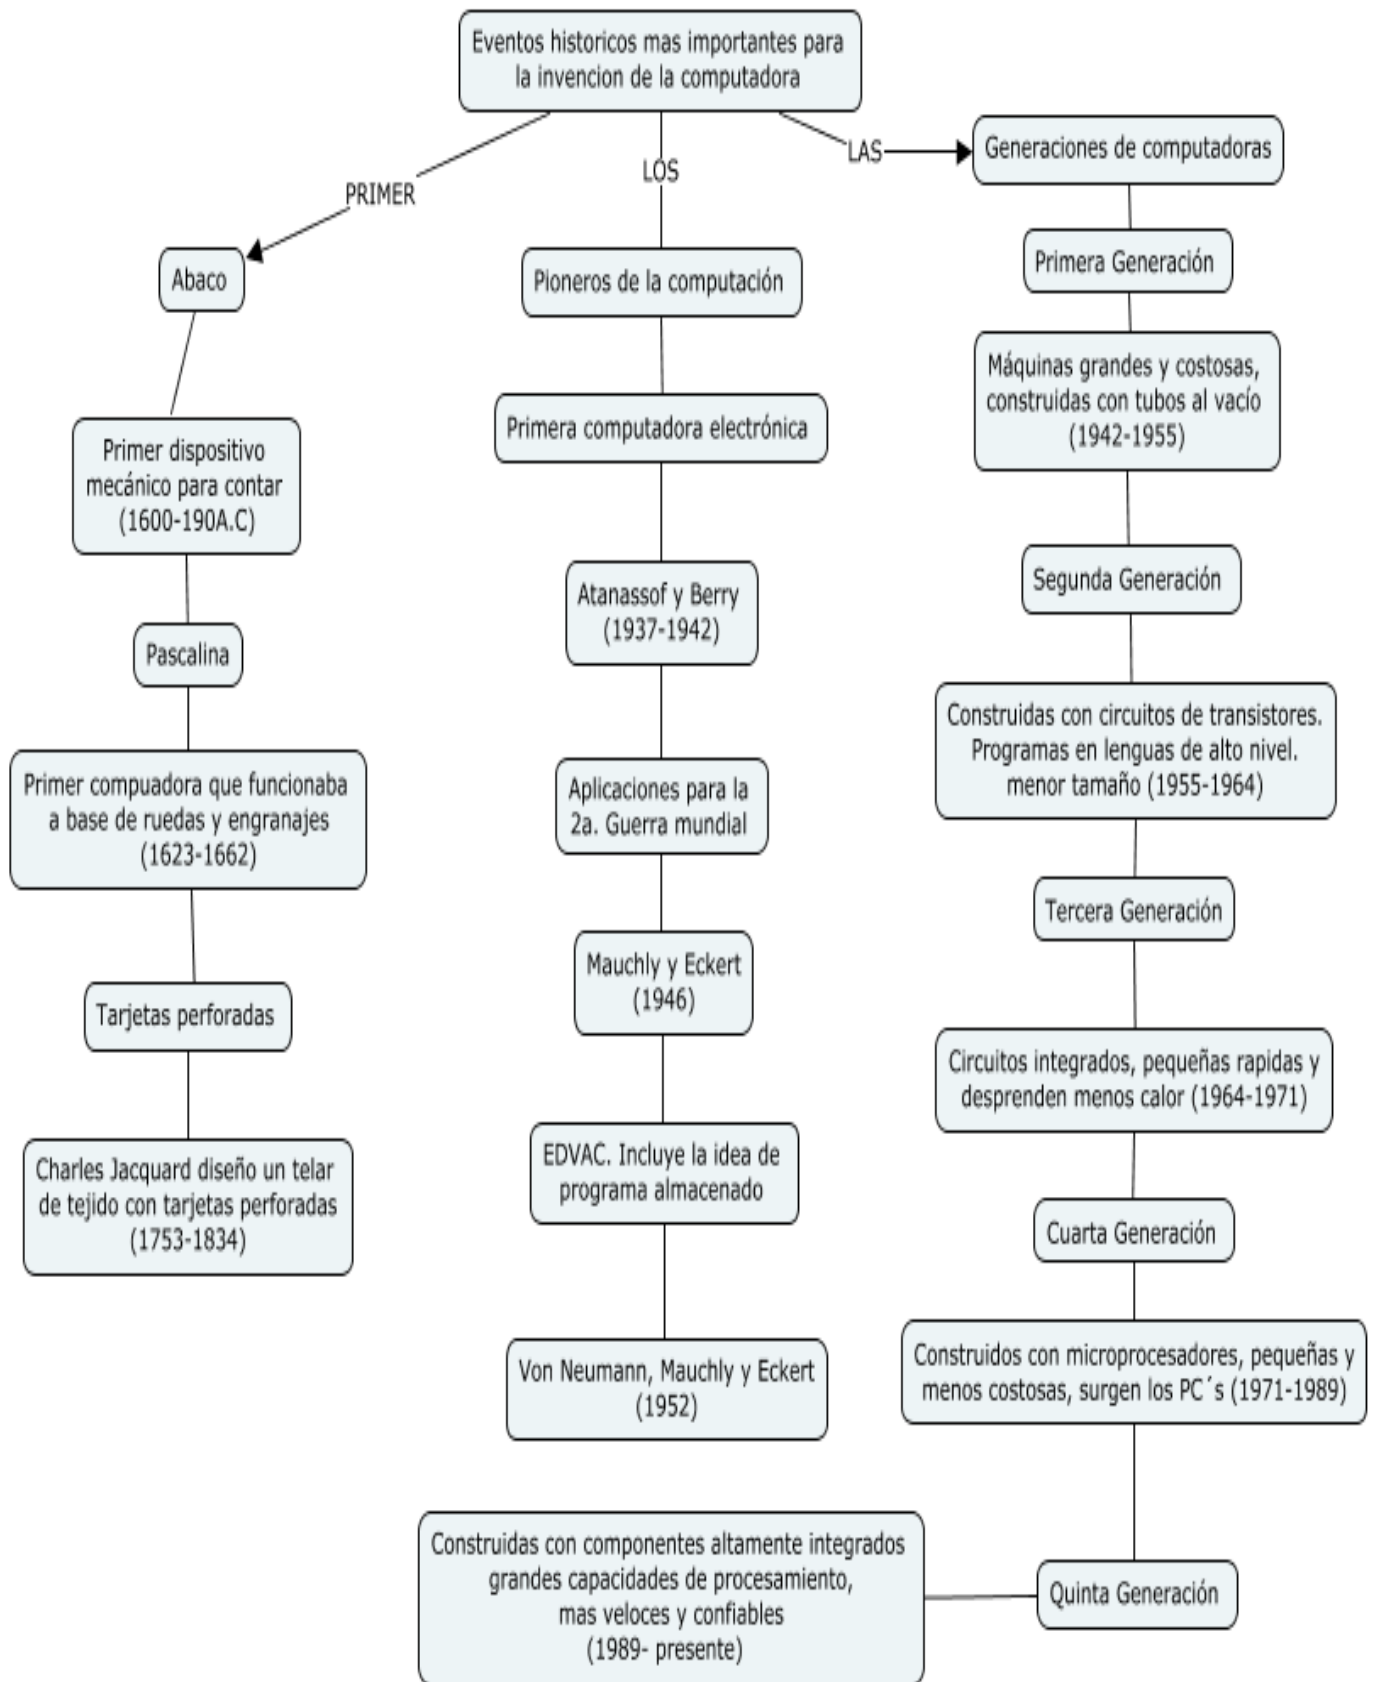 Eventos historicos mas importantes para
la invencion de la computadora
PRIMER
Abaco
Primer dispositivo
mecánico para contar
(1600-190A.C)
Pascalina
Primer compuadora que funcionaba
a base de ruedas y engranajes
(1623-1662)
Tarjetas perforadas
Charles Jacquard diseño un telar
de tejido con tarjetas perforadas
(1753-1834)
LOS
Pioneros de la computación
Primera computadora electrónica
Atanassof y Berry
(1937-1942)
Aplicaciones para la
2a. Guerra mundial
Mauchly y Eckert
(1946)
EDVAC. Incluye la idea de
programa almacenado
Von Neumann, Mauchly y Eckert
(1952)
LAS
Generaciones de computadoras
Primera Generación
Máquinas grandes y costosas,
construidas con tubos al vacío
(1942-1955)
Segunda Generación
Construidas con circuitos de transistores.
Programas en lenguas de alto nivel.
menor tamaño (1955-1964)
Tercera Generación
Circuitos integrados, pequeñas rapidas y
desprenden menos calor (1964-1971)
Cuarta Generación
Construidos con microprocesadores, pequeñas y
menos costosas, surgen los PC´s (1971-1989)
Quinta Generación
Construidas con componentes altamente integrados
grandes capacidades de procesamiento,
mas veloces y confiables
(1989- presente)